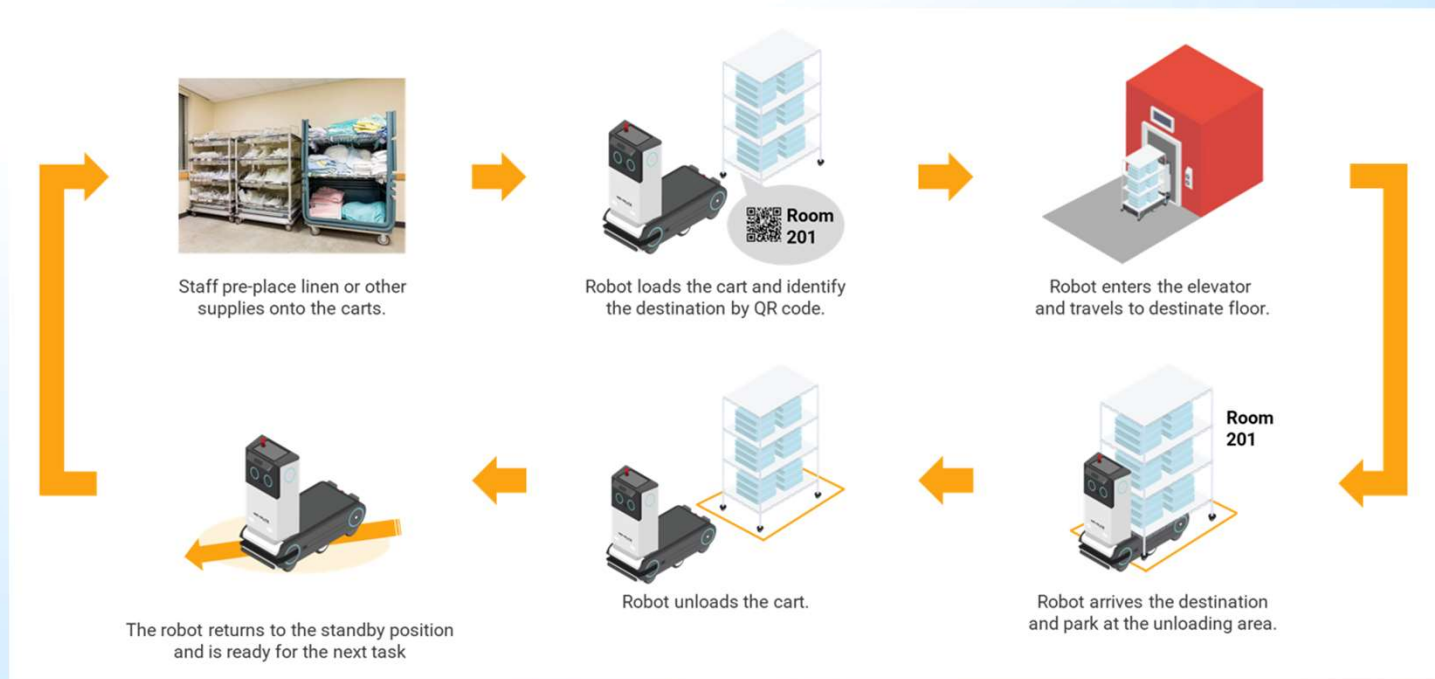 Staff pre-place linen or other
supplies onto the carts.
Room
201
Robot loads the cart and identify
the destination by QR code.
Robot enters the elevator
and travels to destinate floor.
Room
201
Robot arrives the destination
and park at the unloading area.
Robot unloads the cart.
The robot returns to the standby position
and is ready for the next task